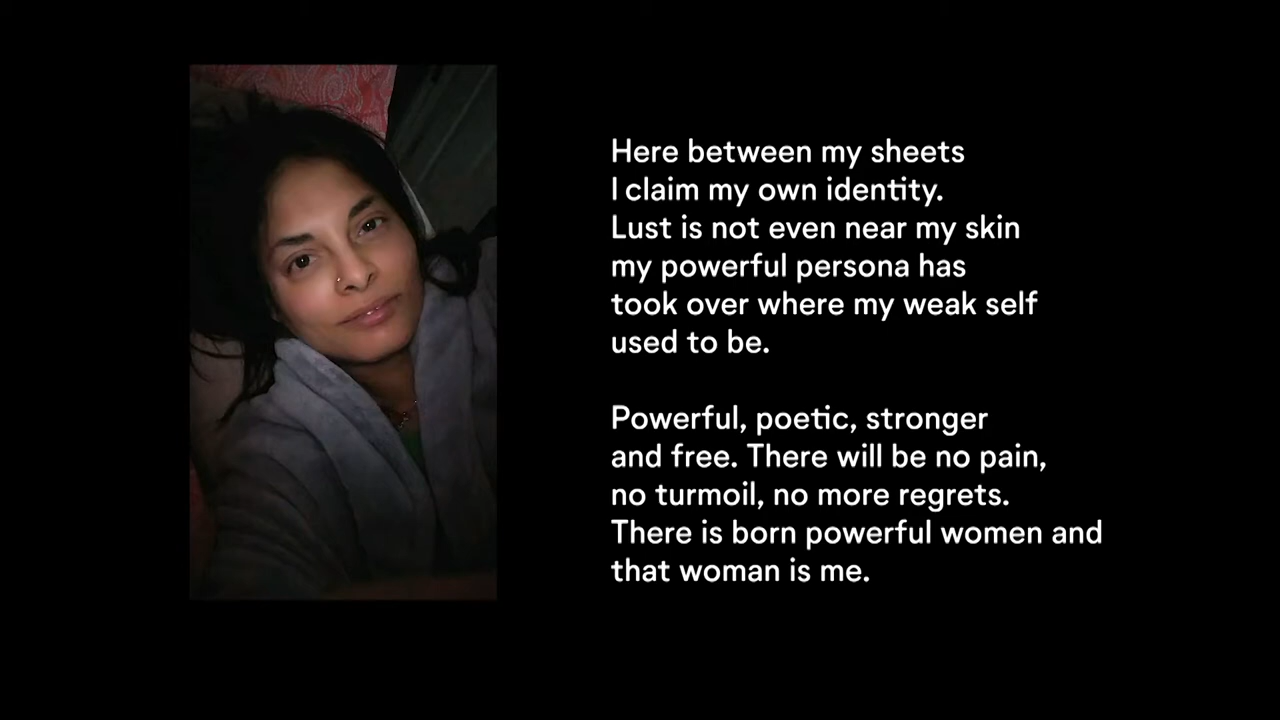 Here between my sheets
I claim my own identity.
Lust is not even near my skin
my powerful persona has
took over where my weak self
used to be.
Powerful, poetic, stronger
and free. There will be no pain,
no turmoil, no more regrets.
There is born powerful women and
that woman is me.